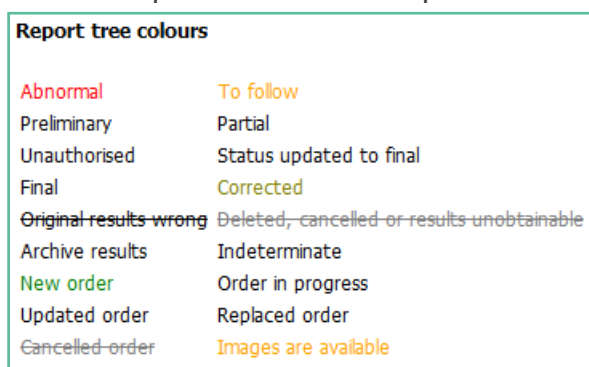 Report tree colours
Abnormal To follow
Preliminary Partial
Unauthorised Status updated to final
Final Corrected
Original results wrong Deleted, cancelled or results unobtainable
Archive results Indeterminate
New order Order in progress
Updated order Replaced order
Cancelled order Images are available